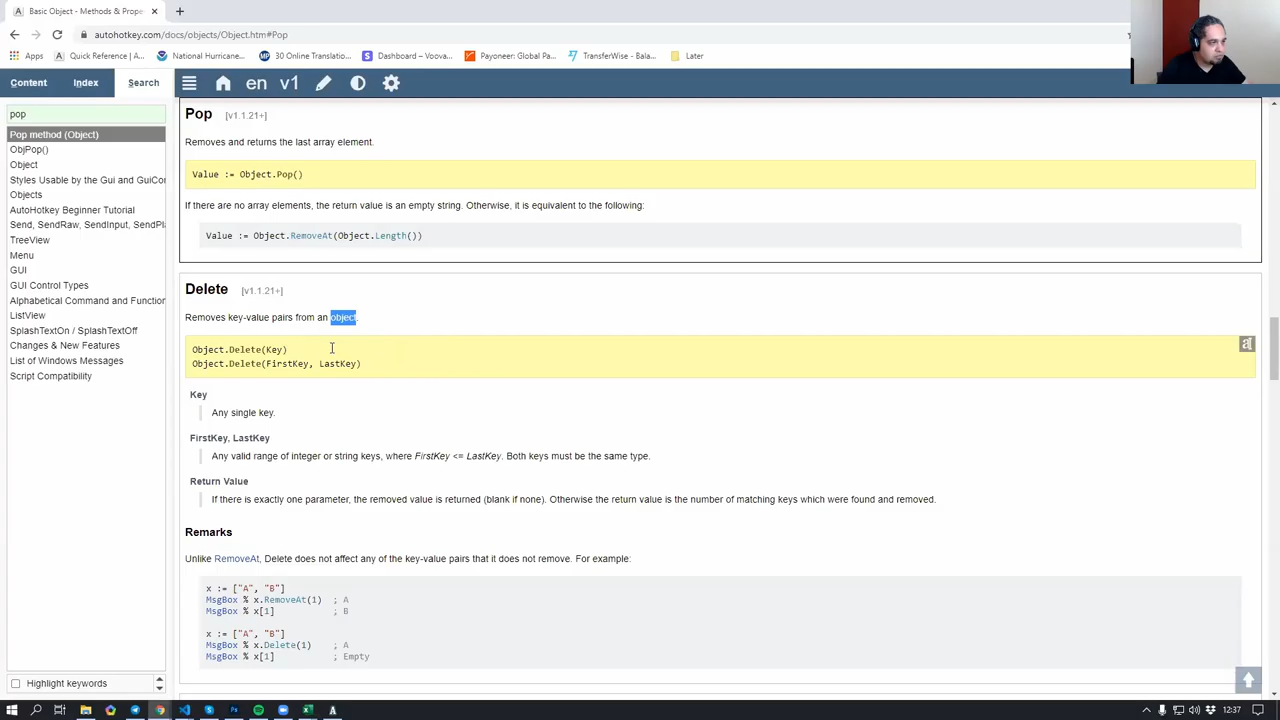 Basic Object - Methods & Prope
autohotkey.com/docs/objects/Object.htm#Pop
Apps
Quick Reference | A...
National Hurricane...
30 Online Translatio...
Dashboard – Voova...
Payoneer: Global Pa...
TransferWise - Bala...
Later
Content
Index
Search
en
v1
pop
Pop method (Object)
ObjPop()
Object
Styles Usable by the Gui and GuiCon
Objects
AutoHotkey Beginner Tutorial
Send, SendRaw, SendInput, SendPl
TreeView
Menu
GUI
GUI Control Types
Alphabetical Command and Function
ListView
SplashTextOn / SplashTextOff
Changes & New Features
List of Windows Messages
Script Compatibility
Highlight keywords
Pop [v1.1.21+]
Removes and returns the last array element.
Value := Object.Pop()
If there are no array elements, the return value is an empty string. Otherwise, it is equivalent to the following:
Value := Object.RemoveAt(Object.Length())
Delete [v1.1.21+]
Removes key-value pairs from an object.
Object.Delete(Key)
Object.Delete(FirstKey, LastKey)
Key
Any single key.
FirstKey, LastKey
Any valid range of integer or string keys, where FirstKey <= LastKey. Both keys must be the same type.
Return Value
If there is exactly one parameter, the removed value is returned (blank if none). Otherwise the return value is the number of matching keys which were found and removed.
Remarks
Unlike RemoveAt, Delete does not affect any of the key-value pairs that it does not remove. For example:
x := ["A", "B"]
MsgBox % x.RemoveAt(1) ; A
MsgBox % x[1] ; B
x := ["A", "B"]
MsgBox % x.Delete(1) ; A
MsgBox % x[1] ; Empty
12:37